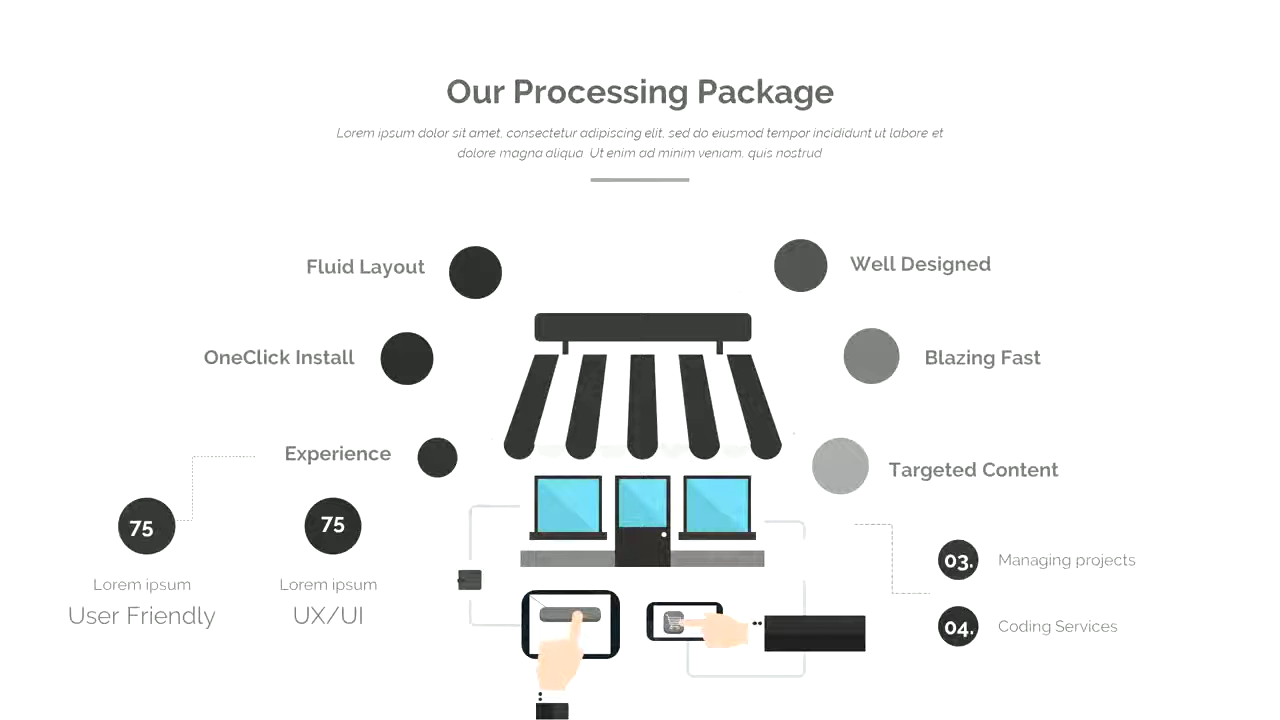 Our Processing Package
Lorem ipsum dolor sit amet, consectetur adipiscing elit, sed do eiusmod tempor incididunt ut labore et
dolore magna aliqua Ut enim ad minim veniam, quis nostrud
Fluid Layout
Well Designed
OneClick Install
Blazing Fast
Experience
Targeted Content
75
75
Lorem ipsum
Lorem ipsum
User Friendly
UX/UI
03.
Managing projects
04.
Coding Services